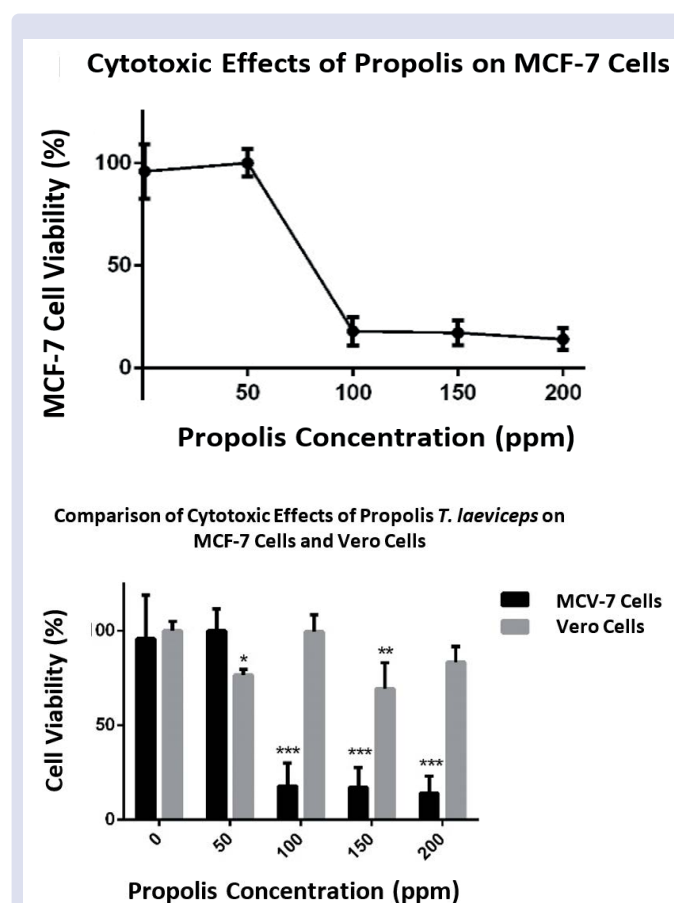 Cytotoxic Effects of Propolis on MCF-7 Cells
MCF-7 Cell Viability (%)
100
50
0
50 100 150 200
Propolis Concentration (ppm)
Comparison of Cytotoxic Effects of Propolis T. laeviceps on
MCF-7 Cells and Vero Cells
Cell Viability (%)
100
50
0
* *** *** ** ***
MCV-7 Cells
Vero Cells
0 50 100 150 200
Propolis Concentration (ppm)